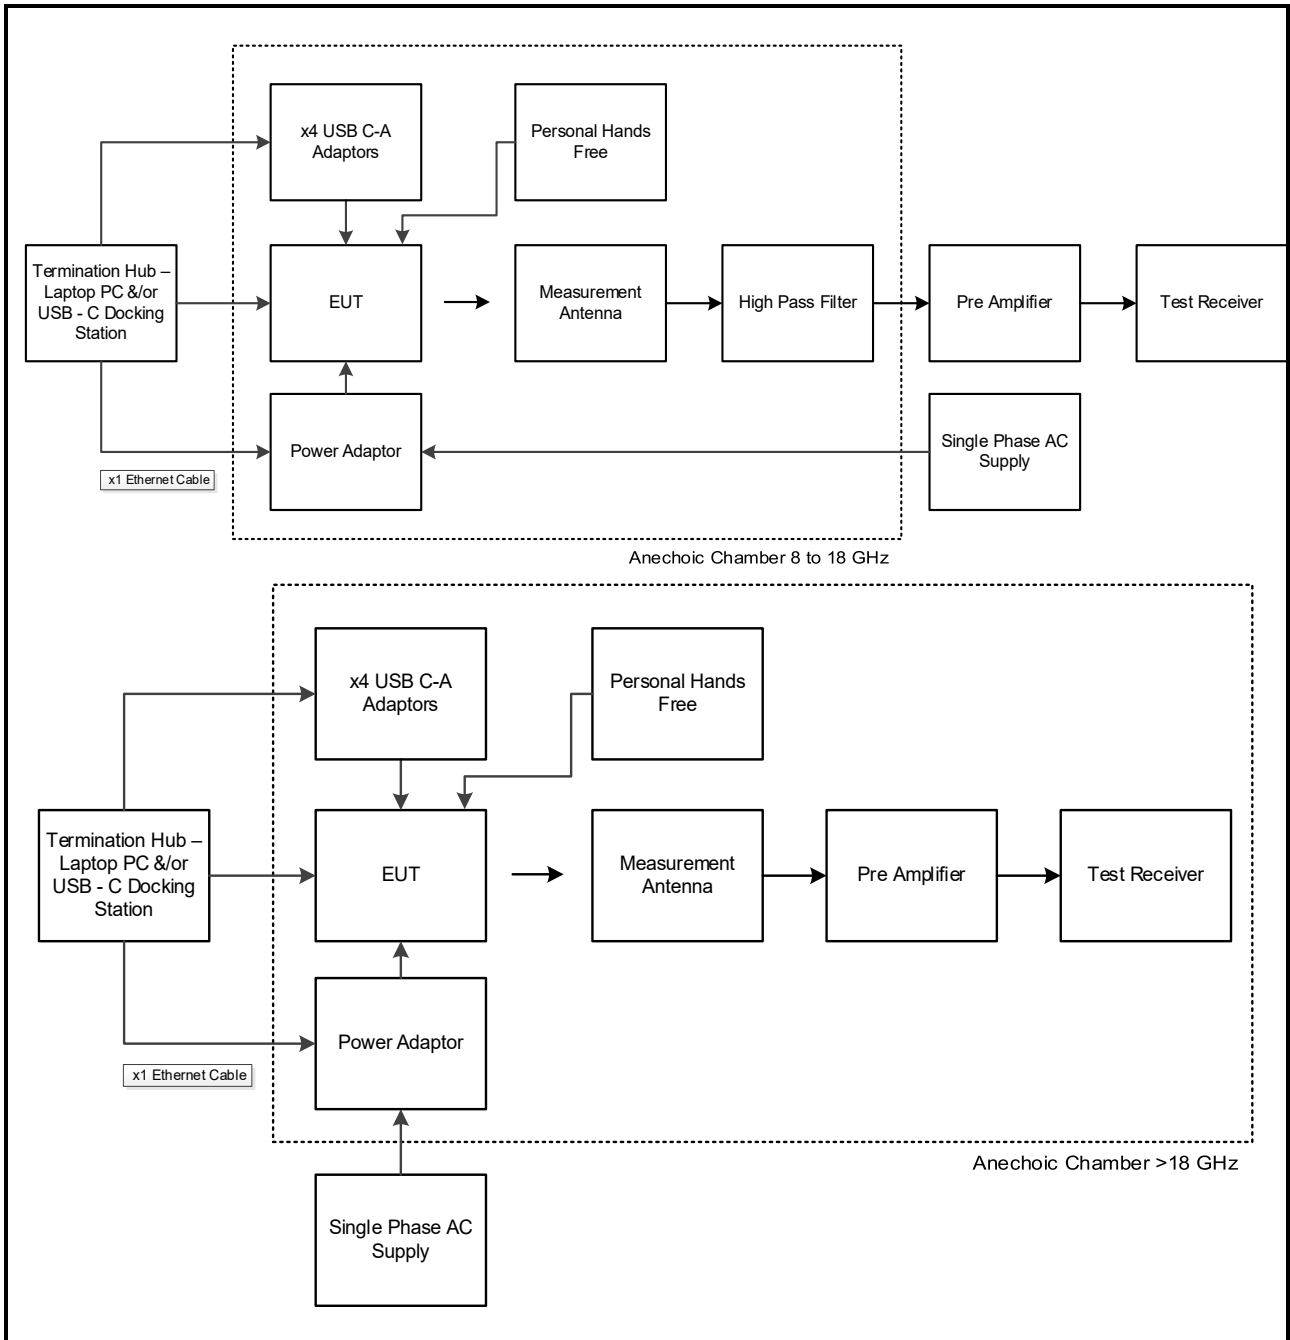 x4 USB C-A
Adaptors
Personal Hands
Free
Termination Hub –
Laptop PC &/or
USB - C Docking
Station
EUT
Measurement
Antenna
High Pass Filter
Pre Amplifier
Test Receiver
Power Adaptor
Single Phase AC
Supply
x1 Ethernet Cable
Anechoic Chamber 8 to 18 GHz
x4 USB C-A
Adaptors
Personal Hands
Free
Termination Hub –
Laptop PC &/or
USB - C Docking
Station
EUT
Measurement
Antenna
Pre Amplifier
Test Receiver
Power Adaptor
x1 Ethernet Cable
Anechoic Chamber >18 GHz
Single Phase AC
Supply